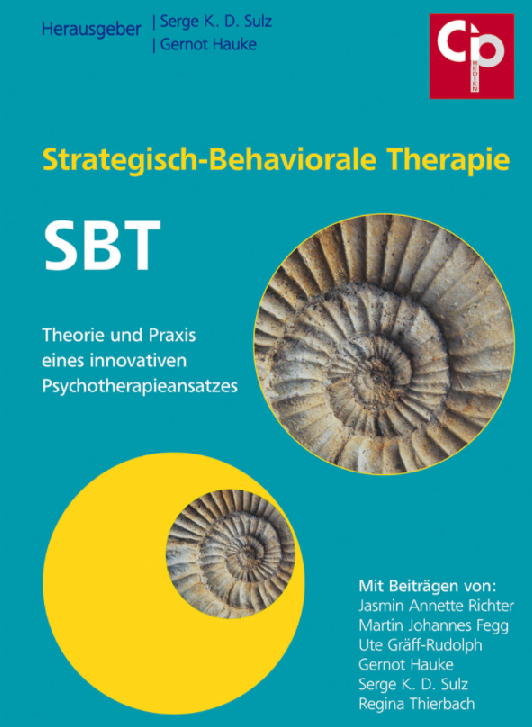 Herausgeber | Serge K. D. Sulz
| Gernot Hauke
CIP
MEDIEN
Strategisch-Behaviorale Therapie
SBT
Theorie und Praxis
eines innovativen
Psychotherapieansatzes
Mit Beiträgen von:
Jasmin Annette Richter
Martin Johannes Fegg
Ute Gräff-Rudolph
Gernot Hauke
Serge K. D. Sulz
Regina Thierbach